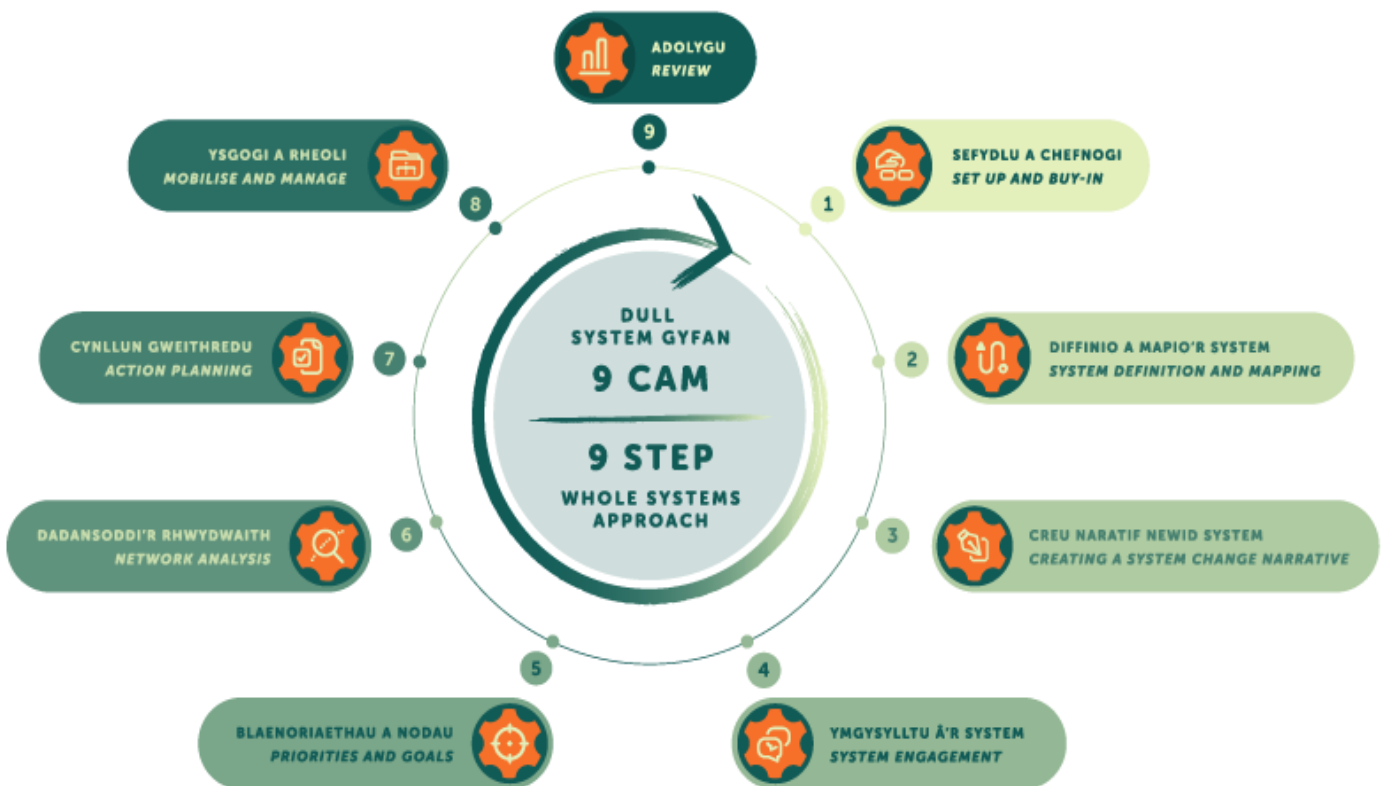 DULL
SYSTEM GYFAN
9 CAM
9 STEP
WHOLE SYSTEMS
APPROACH
1
SEFYDLU A CHEFNOGI
SET UP AND BUY-IN
2
DIFFINIO A MAPIO'R SYSTEM
SYSTEM DEFINITION AND MAPPING
3
CREU NARATIF NEWID SYSTEM
CREATING A SYSTEM CHANGE NARRATIVE
4
YMGYSYLLTU Â'R SYSTEM
SYSTEM ENGAGEMENT
5
BLAENORIAETHAU A NODAU
PRIORITIES AND GOALS
6
DADANSODDI'R RHWYDWAITH
NETWORK ANALYSIS
7
CYNLLUN GWEITHREDU
ACTION PLANNING
8
YSGOGI A RHEOLI
MOBILISE AND MANAGE
9
ADOLYGU
REVIEW